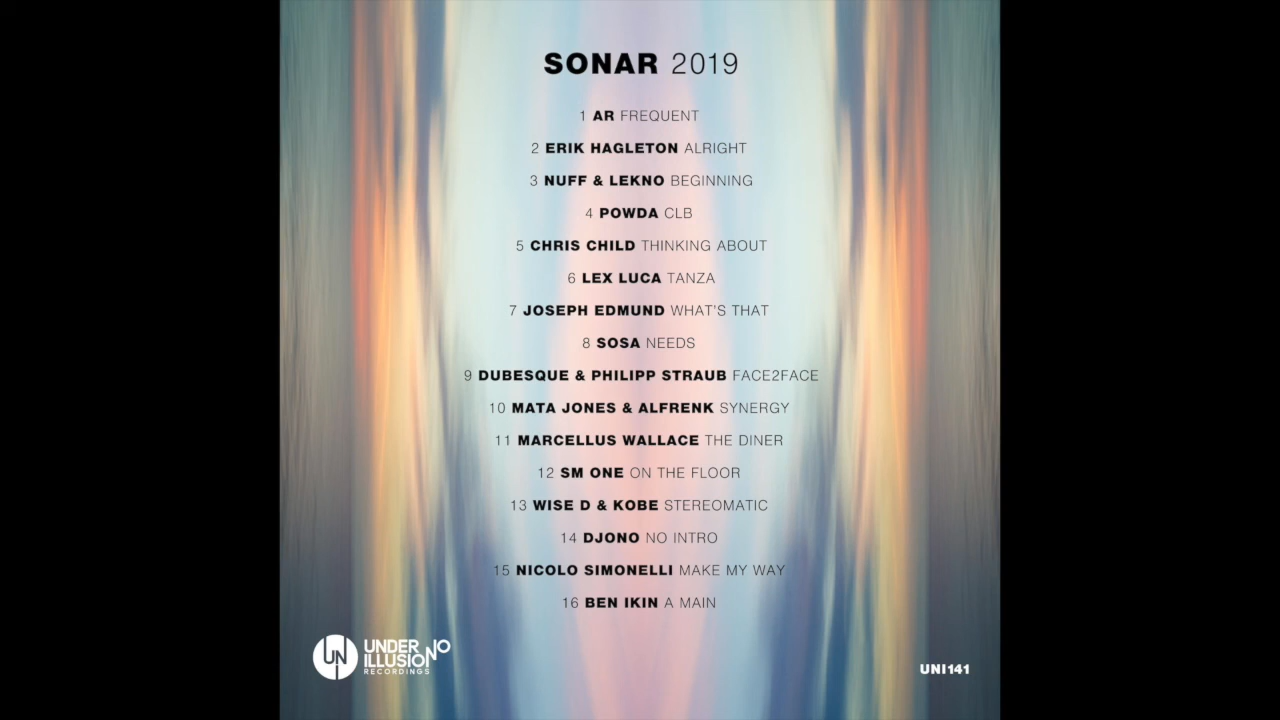 SONAR 2019
1 AR FREQUENT
2 ERIK HAGLETON ALRIGHT
3 NUFF & LEKNO BEGINNING
4 POWDA CLB
5 CHRIS CHILD THINKING ABOUT
6 LEX LUCA TANZA
7 JOSEPH EDMUND WHAT'S THAT
8 SOSA NEEDS
9 DUBESQUE & PHILIPP STRAUB FACE2FACE
10 MATA JONES & ALFRENK SYNERGY
11 MARCELLUS WALLACE THE DINER
12 SM ONE ON THE FLOOR
13 WISE D & KOBE STEREOMATIC
14 DJONO NO INTRO
15 NICOLO SIMONELLI MAKE MY WAY
16 BEN IKIN A MAIN
UNI
UNDER NO
ILLUSION
RECORDINGS
UNI141